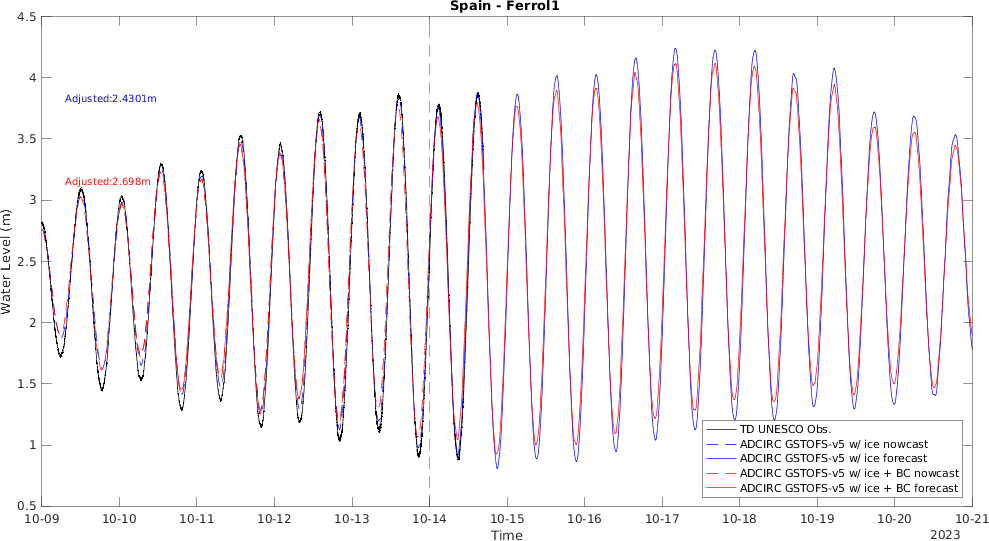 Spain - Ferrol1
4.5
4
3.5
3
2.5
2
1.5
1
0.5
Water Level (m)
Adjusted:2.4301m
Adjusted:2.698m
TD UNESCO Obs.
ADCIRC GSTOFS-v5 w/ ice nowcast
ADCIRC GSTOFS-v5 w/ ice forecast
ADCIRC GSTOFS-v5 w/ ice + BC nowcast
ADCIRC GSTOFS-v5 w/ ice + BC forecast
10-09 10-10 10-11 10-12 10-13 10-14 10-15 10-16 10-17 10-18 10-19 10-20 10-21
Time
2023